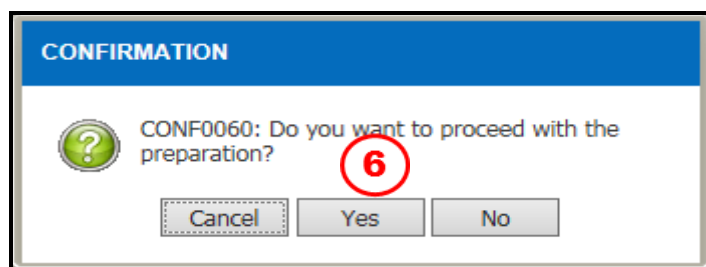 CONFIRMATION
CONF0060: Do you want to proceed with the
preparation?
6
Cancel Yes No